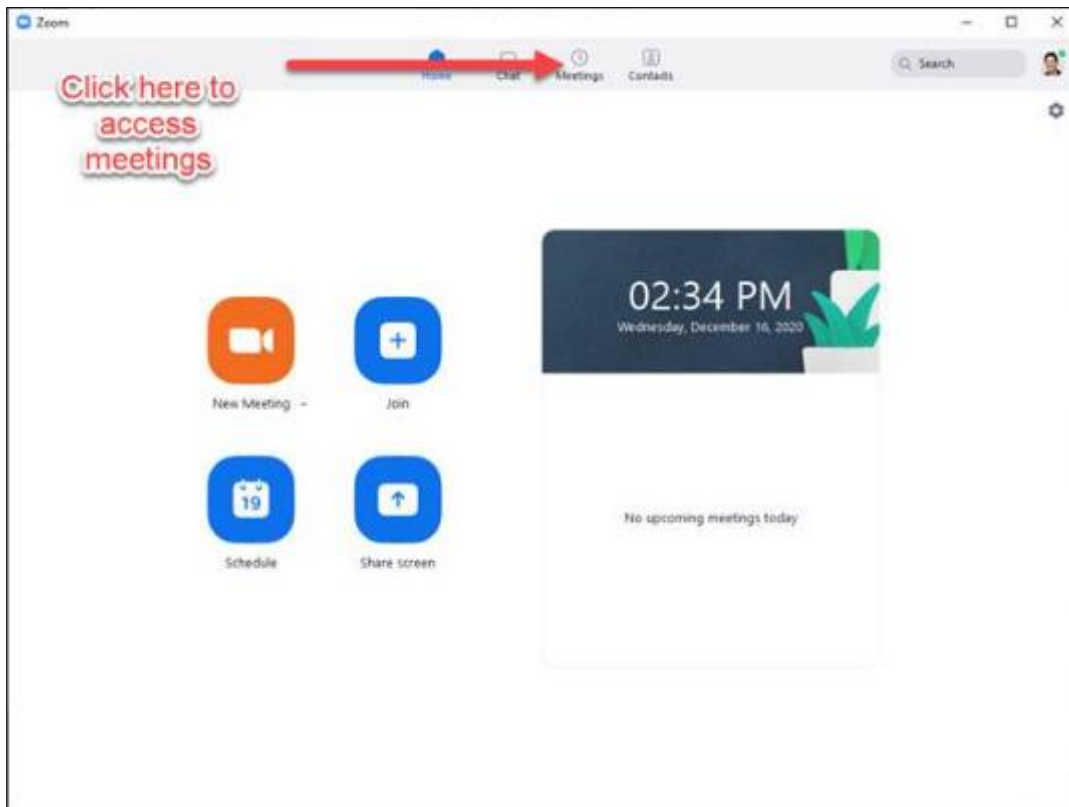 Zoom
Home Chat Meetings Contacts
Search
Click here to
access
meetings
02:34 PM
Wednesday, December 16, 2020
New Meeting
Join
19
Schedule
Share screen
No upcoming meetings today